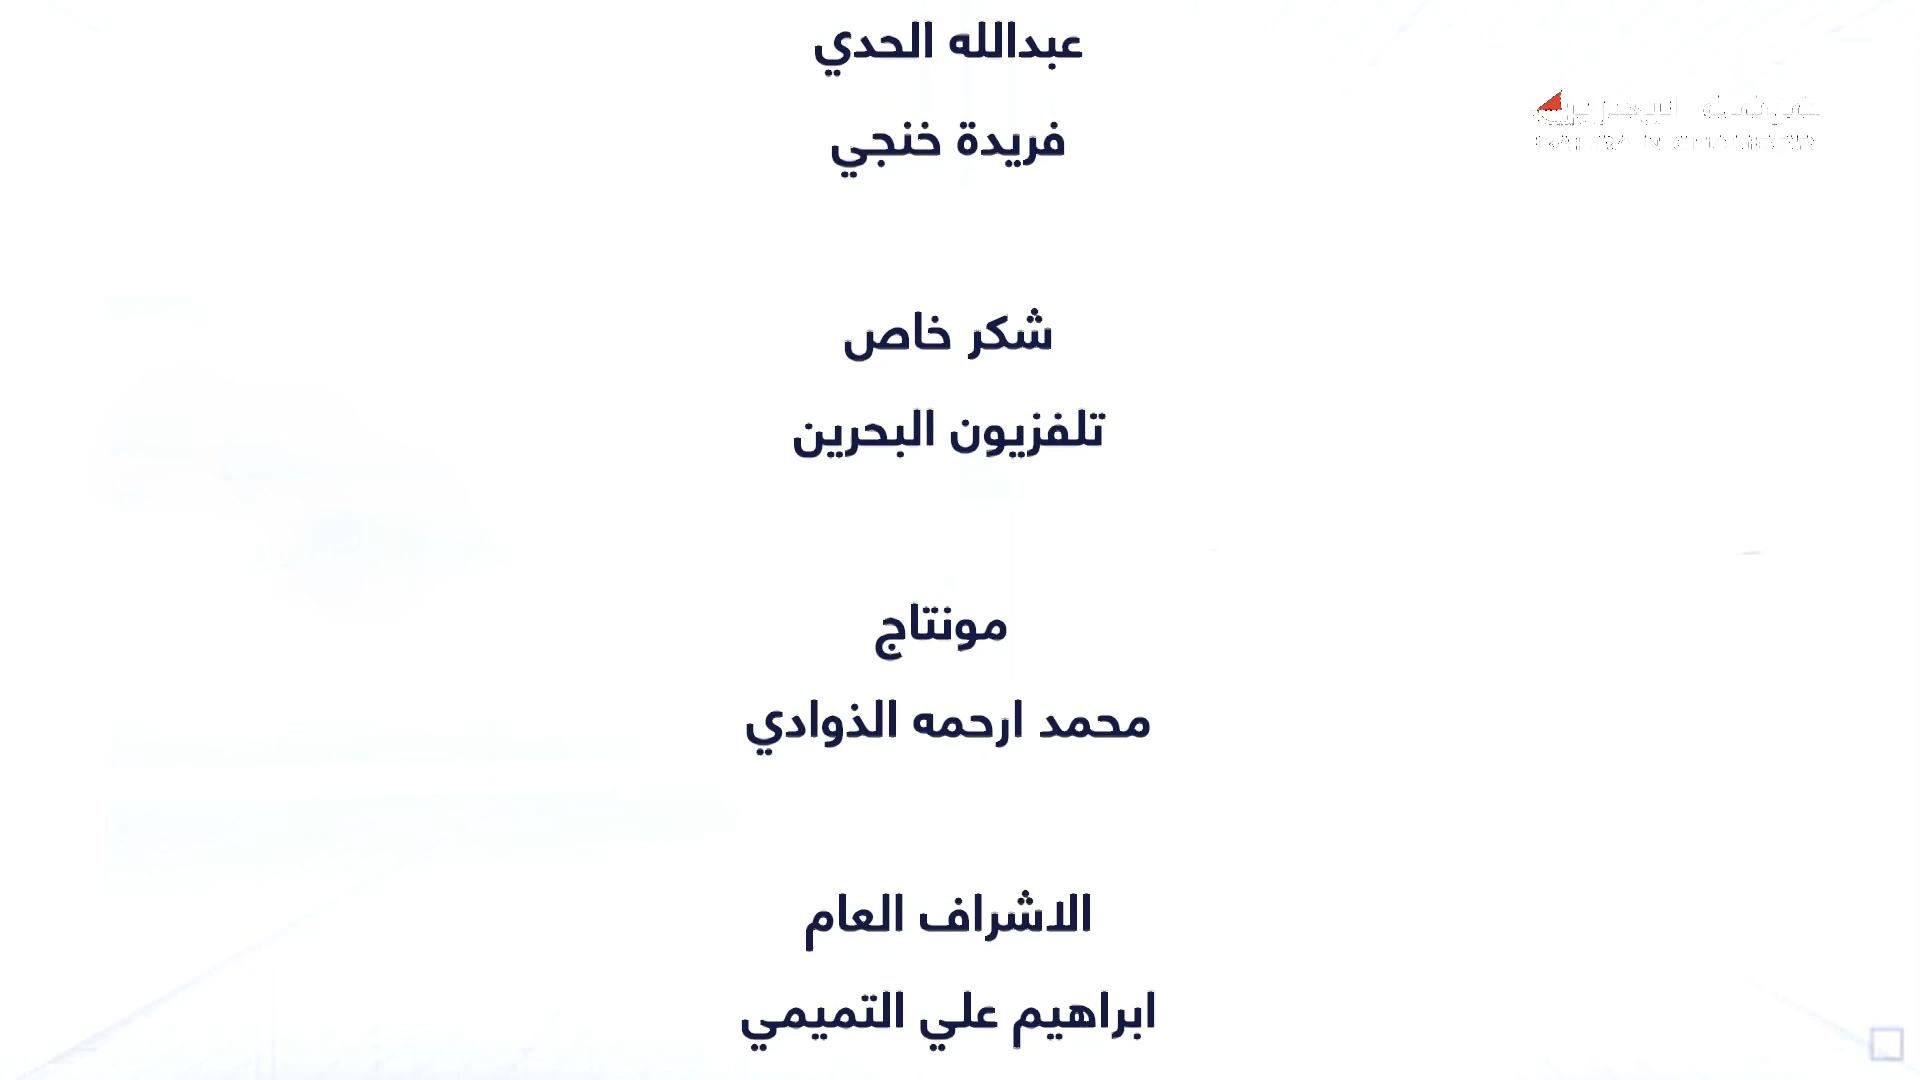 عبدالله الحدي
فريدة خنجي
شكر خاص
تلفزيون البحرين
مونتاج
محمد ارحمه الذوادي
الاشراف العام
ابراهيم علي التميمي